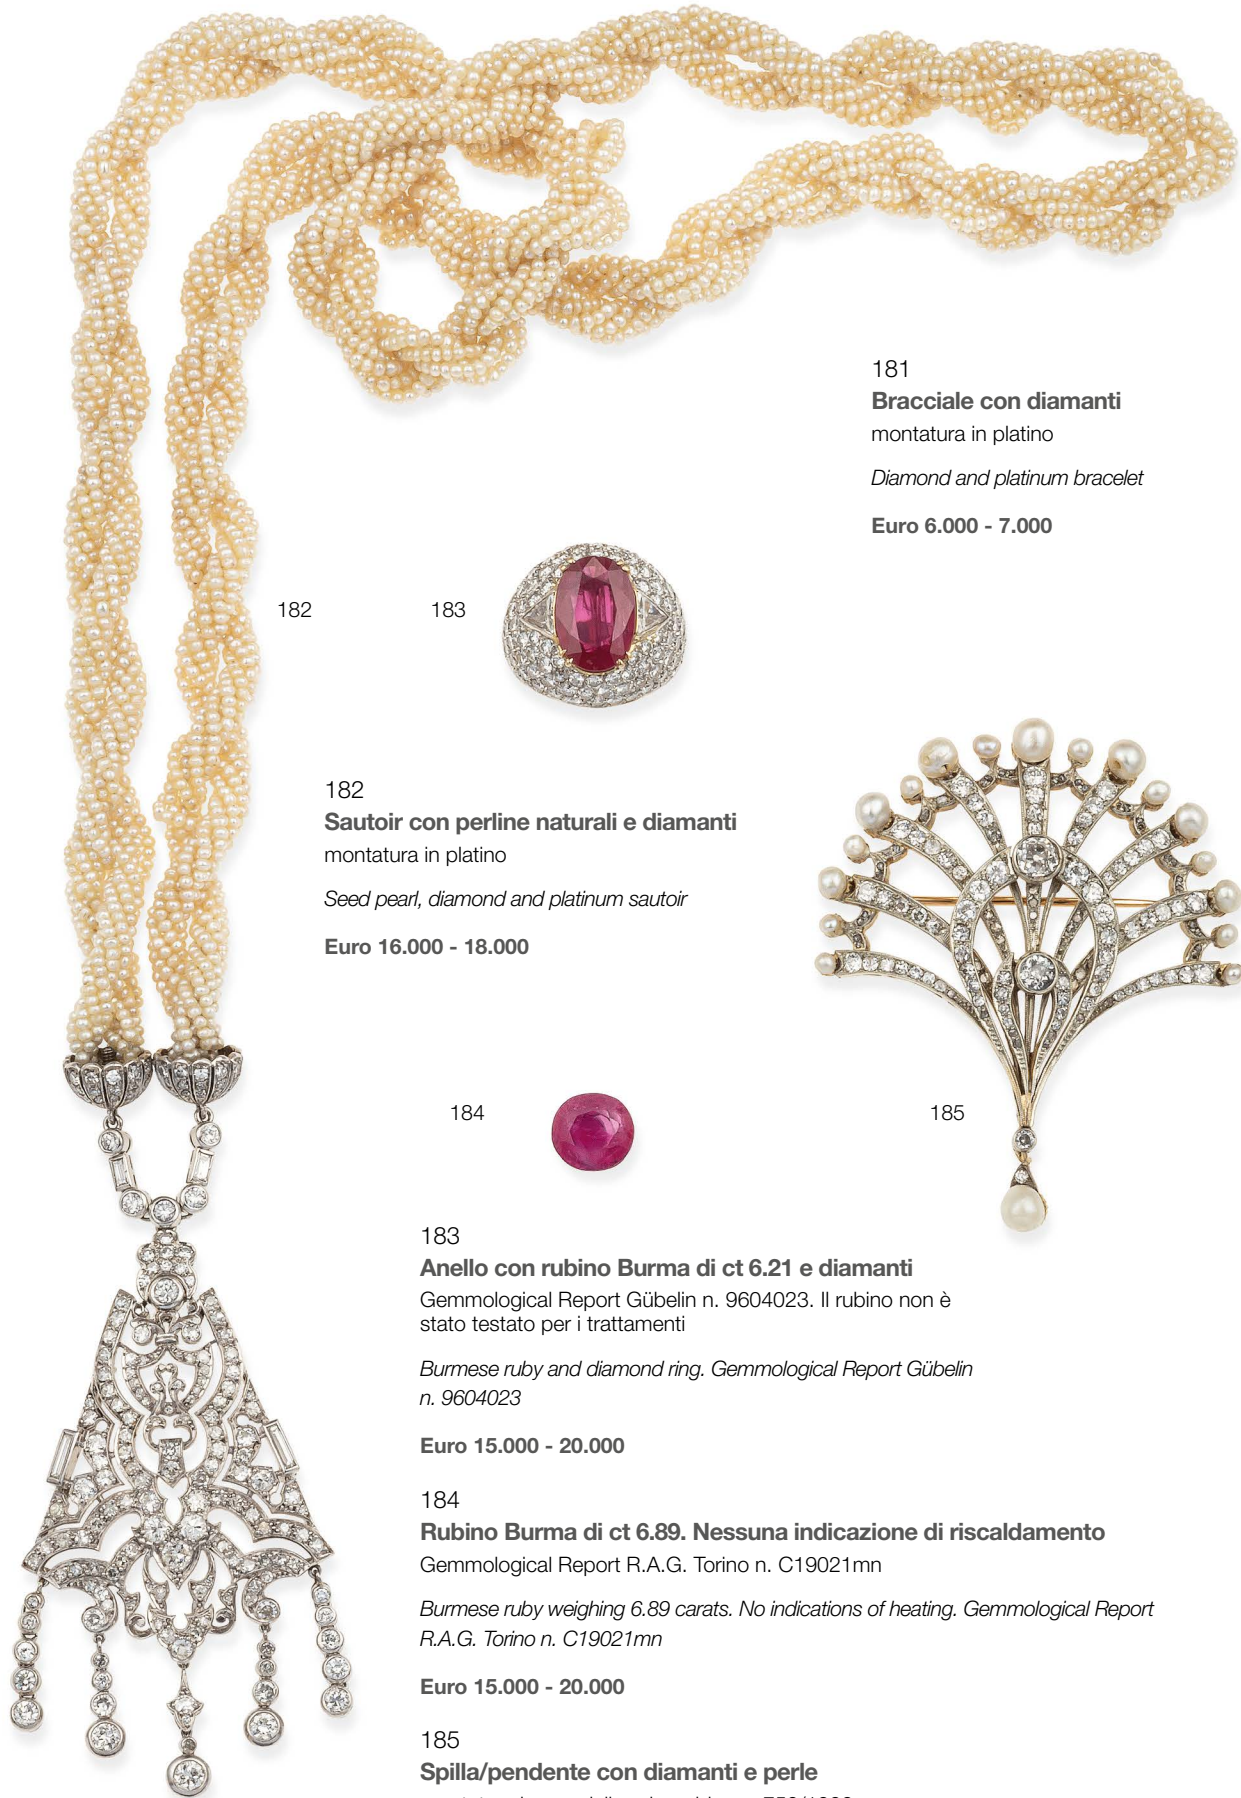 181
Bracciale con diamanti
montatura in platino
Diamond and platinum bracelet
Euro 6.000 - 7.000
182
183
182
Sautoir con perline naturali e diamanti
montatura in platino
Seed pearl, diamond and platinum sautoir
Euro 16.000 - 18.000
184
185
183
Anello con rubino Burma di ct 6.21 e diamanti
Gemmological Report Gübelin n. 9604023. Il rubino non è
stato testato per i trattamenti
Burmese ruby and diamond ring. Gemmological Report Gübelin
n. 9604023
Euro 15.000 - 20.000
184
Rubino Burma di ct 6.89. Nessuna indicazione di riscaldamento
Gemmological Report R.A.G. Torino n. C19021mn
Burmese ruby weighing 6.89 carats. No indications of heating. Gemmological Report
R.A.G. Torino n. C19021mn
Euro 15.000 - 20.000
185
Spilla/pendente con diamanti e perle